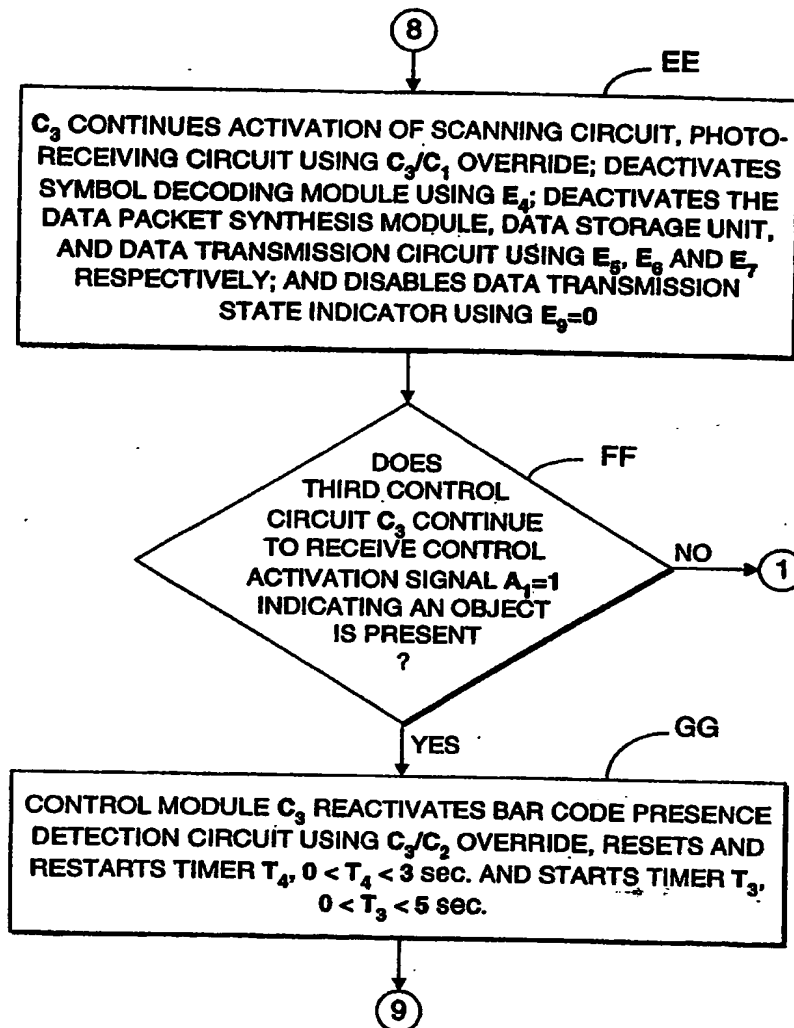 8
EE
C₃ CONTINUES ACTIVATION OF SCANNING CIRCUIT, PHOTO-
RECEIVING CIRCUIT USING C₃/C₁ OVERRIDE; DEACTIVATES
SYMBOL DECODING MODULE USING E₄; DEACTIVATES THE
DATA PACKET SYNTHESIS MODULE, DATA STORAGE UNIT,
AND DATA TRANSMISSION CIRCUIT USING E₅, E₆ AND E₇
RESPECTIVELY; AND DISABLES DATA TRANSMISSION
STATE INDICATOR USING E₉=0
FF
DOES
THIRD CONTROL
CIRCUIT C₃ CONTINUE
TO RECEIVE CONTROL
ACTIVATION SIGNAL A₁=1
INDICATING AN OBJECT
IS PRESENT
?
NO
1
YES
GG
CONTROL MODULE C₃ REACTIVATES BAR CODE PRESENCE
DETECTION CIRCUIT USING C₃/C₂ OVERRIDE, RESETS AND
RESTARTS TIMER T₄, 0 < T₄ < 3 sec. AND STARTS TIMER T₃,
0 < T₃ < 5 sec.
9